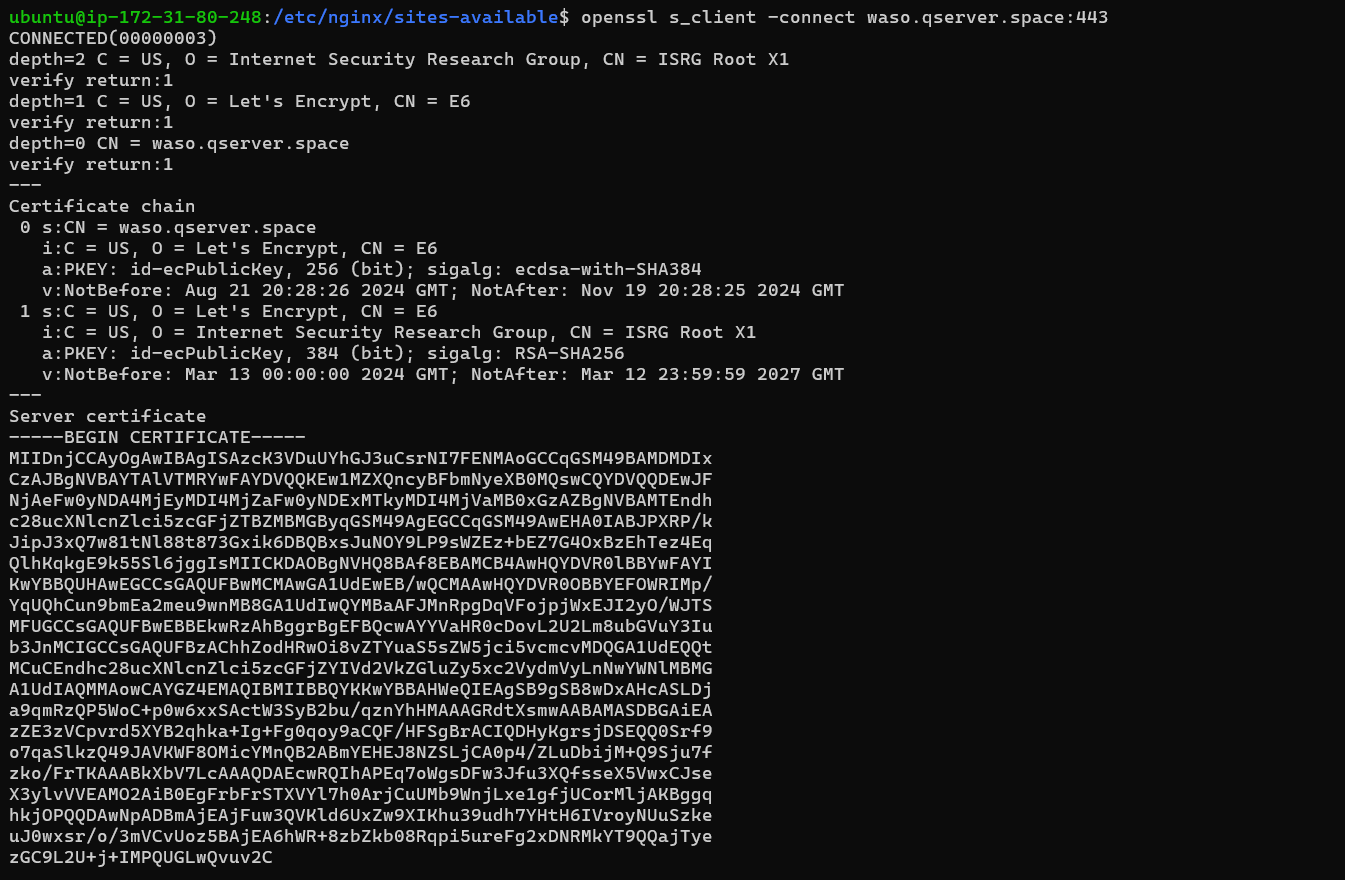 ubuntu@ip-172-31-80-248:/etc/nginx/sites-available$ openssl s_client -connect waso.qserver.space:443
CONNECTED(00000003)
depth=2 C = US, O = Internet Security Research Group, CN = ISRG Root X1
verify return:1
depth=1 C = US, O = Let's Encrypt, CN = E6
verify return:1
depth=0 CN = waso.qserver.space
verify return:1
---
Certificate chain
 0 s:CN = waso.qserver.space
   i:C = US, O = Let's Encrypt, CN = E6
   a:PKEY: id-ecPublicKey, 256 (bit); sigalg: ecdsa-with-SHA384
   v:NotBefore: Aug 21 20:28:26 2024 GMT; NotAfter: Nov 19 20:28:25 2024 GMT
 1 s:C = US, O = Let's Encrypt, CN = E6
   i:C = US, O = Internet Security Research Group, CN = ISRG Root X1
   a:PKEY: id-ecPublicKey, 384 (bit); sigalg: RSA-SHA256
   v:NotBefore: Mar 13 00:00:00 2024 GMT; NotAfter: Mar 12 23:59:59 2027 GMT
---
Server certificate
-----BEGIN CERTIFICATE-----
MIIDnjCCAyOgAwIBAgISAzcK3VDuUYhGJ3uCsrNI7FENMAoGCCqGSM49BAMDMDIx
CzAJBgNVBAYTAlVTMRYwFAYDVQQKEw1MZXQncyBFbmNyeXB0MQswCQYDVQQDEwJF
NjAeFw0yNDA4MjEyMDI4MjZaFw0yNDExMTkyMDI4MjVaMB0xGzAZBgNVBAMTEndh
c28ucXNlcnZlci5zcGFjZTBZMBMGByqGSM49AgEGCCqGSM49AwEHA0IABJPXRP/k
JipJ3xQ7w81tNl88t873Gxik6DBQBxsJuNOY9LP9sWZEz+bEZ7G4OxBzEhTez4Eq
QlhKqkgE9k55Sl6jggIsMIICKDAOBgNVHQ8BAf8EBAMCB4AwHQYDVR0lBBYwFAYI
KwYBBQUHAwEGCCsGAQUFBwMCMAwGA1UdEwEB/wQCMAAwHQYDVR0OBBYEFOWRIMp/
YqUQhCun9bmEa2meu9wnMB8GA1UdIwQYMBaAFJMnRpgDqVFojpjWxEJI2yO/WJTS
MFUGCCsGAQUFBwEBBEkwRzAhBggrBgEFBQcwAYYVaHR0cDovL2U2Lm8ubGVuY3Iu
b3JnMCIGCCsGAQUFBzAChhZodHRwOi8vZTYuaS5sZW5jci5vcmcvMDQGA1UdEQQt
MCuCEndhc28ucXNlcnZlci5zcGFjZYIVd2VkZGluZy5xc2VydmVyLnNwYWNlMBMG
A1UdIAQMMAowCAYGZ4EMAQIBMIIBBQYKKwYBBAHWeQIEAgSB9gSB8wDxAHcASLDj
a9qmRzQP5WoC+p0w6xxSActW3SyB2bu/qznYhHMAAAGRdtXsmwAABAMASDBGAiEA
zZE3zVCpvrd5XYB2qhka+Ig+Fg0qoy9aCQF/HFSgBrACIQDHyKgrsjDSEQQ0Srf9
o7qaSlkzQ49JAVKWF8OMicYMnQB2ABmYEHEJ8NZSLjCA0p4/ZLuDbijM+Q9Sju7f
zko/FrTKAAABkXbV7LcAAAQDAEcwRQIhAPEq7oWgsDFw3Jfu3XQfsseX5VwxCJse
X3ylvVVEAMO2AiB0EgFrbFrSTXVYl7h0ArjCuUMb9WnjLxe1gfjUCorMljAKBggq
hkjOPQQDAwNpADBmAjEAjFuw3QVKld6UxZw9XIKhu39udh7YHtH6IVroyNUuSzke
uJ0wxsr/o/3mVCvUoz5BAjEA6hWR+8zbZkb08Rqpi5ureFg2xDNRMkYT9QQajTye
zGC9L2U+j+IMPQUGLwQvuv2C